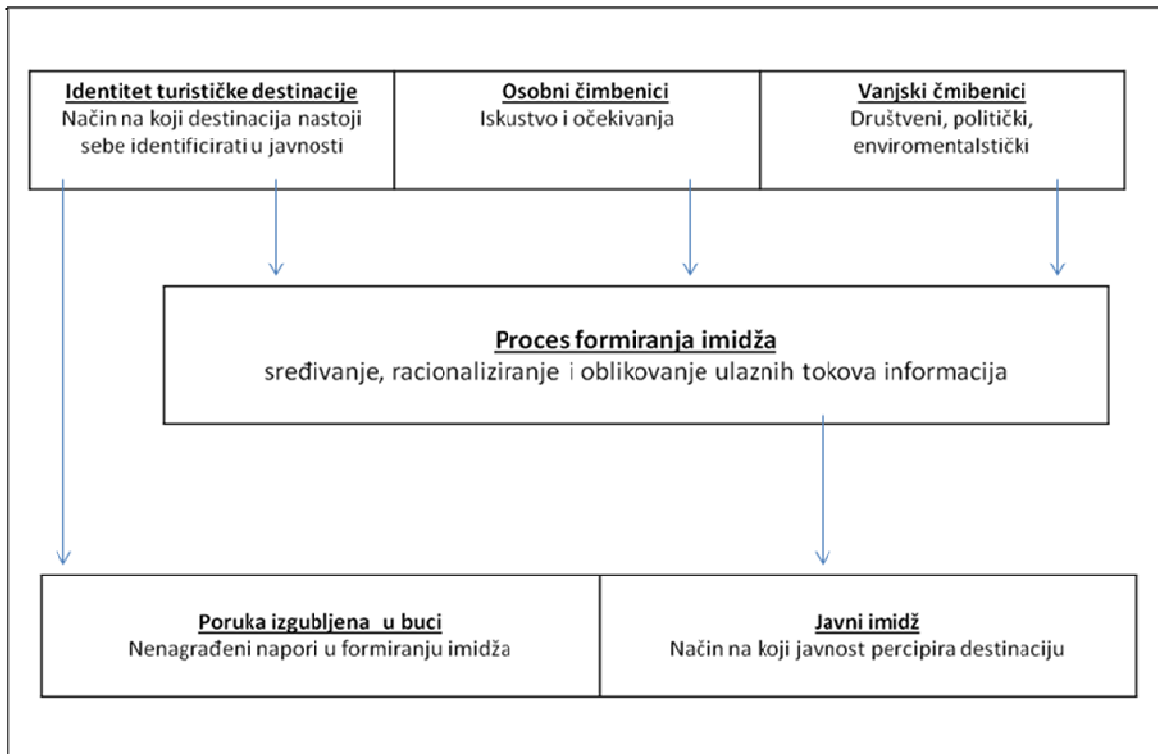 Identitet turističke destinacije
Način na koji destinacija nastoji
sebe identificirati u javnosti
Osobni čimbenici
Iskustvo i očekivanja
Vanjski čmibenici
Društveni, politički,
enviromentalstički
Proces formiranja imidža
sređivanje, racionaliziranje i oblikovanje ulaznih tokova informacija
Poruka izgubljena u buci
Nenagrađeni napori u formiranju imidža
Javni imidž
Način na koji javnost percipira destinaciju